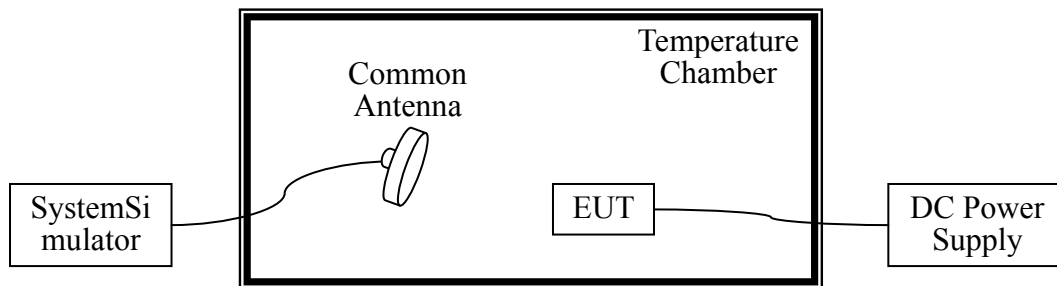 Temperature
Chamber
Common
Antenna
SystemSi
mulator
EUT
DC Power
Supply